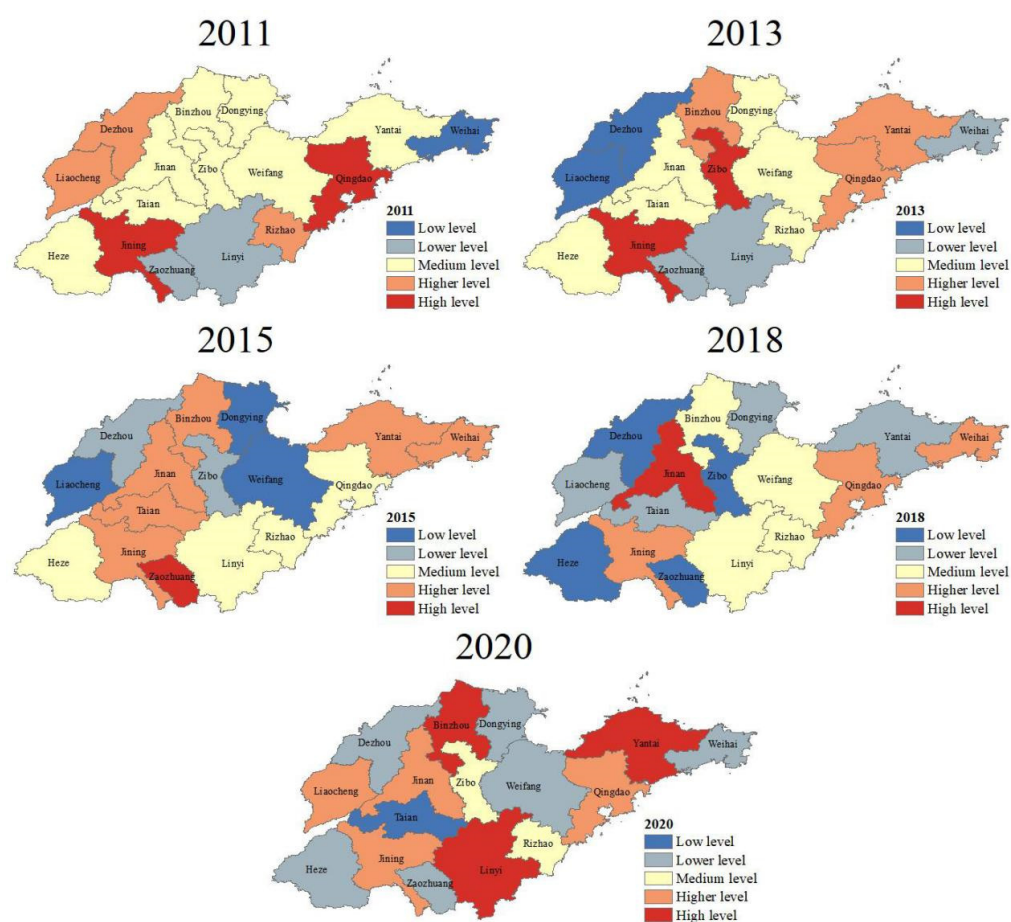 2011
Binzhou
Dongying
Dezhou
Yantai
Weihai
Jinan
Zibo
Weifang
Liaocheng
Qingdao
Taian
Jining
Rizhao
Heze
Zaozhuang
Linyi
2011
Low level
Lower level
Medium level
Higher level
High level
2013
Binzhou
Dongying
Dezhou
Yantai
Weihai
Jinan
Zibo
Weifang
Liaocheng
Qingdao
Taian
Jining
Rizhao
Heze
Zaozhuang
Linyi
2013
Low level
Lower level
Medium level
Higher level
High level
2015
Binzhou
Dongying
Dezhou
Yantai
Weihai
Jinan
Zibo
Weifang
Liaocheng
Qingdao
Taian
Jining
Rizhao
Heze
Zaozhuang
Linyi
2015
Low level
Lower level
Medium level
Higher level
High level
2018
Binzhou
Dongying
Dezhou
Yantai
Weihai
Jinan
Zibo
Weifang
Liaocheng
Qingdao
Taian
Jining
Rizhao
Heze
Zaozhuang
Linyi
2018
Low level
Lower level
Medium level
Higher level
High level
2020
Binzhou
Dongying
Dezhou
Yantai
Weihai
Jinan
Zibo
Weifang
Liaocheng
Qingdao
Taian
Jining
Rizhao
Heze
Zaozhuang
Linyi
2020
Low level
Lower level
Medium level
Higher level
High level